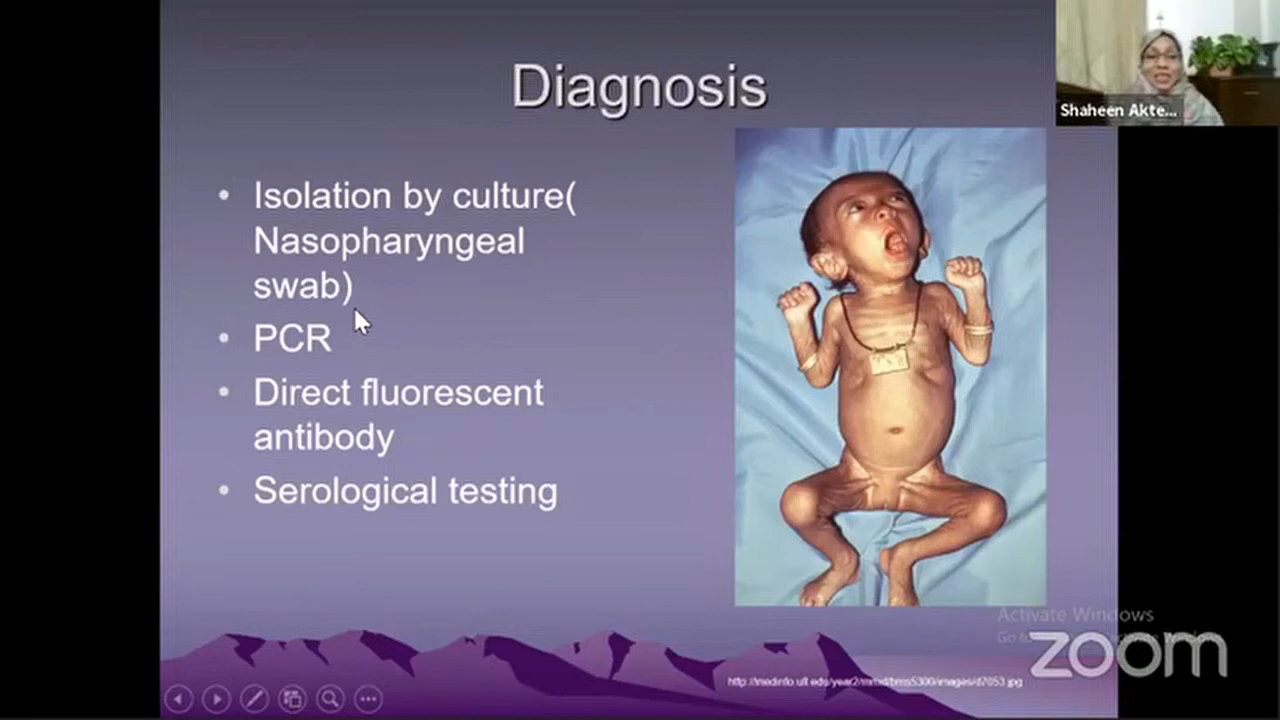 Diagnosis
Shaheen Akte...
• Isolation by culture(
Nasopharyngeal
swab)
• PCR
• Direct fluorescent
antibody
• Serological testing
Activate Windows
zoom